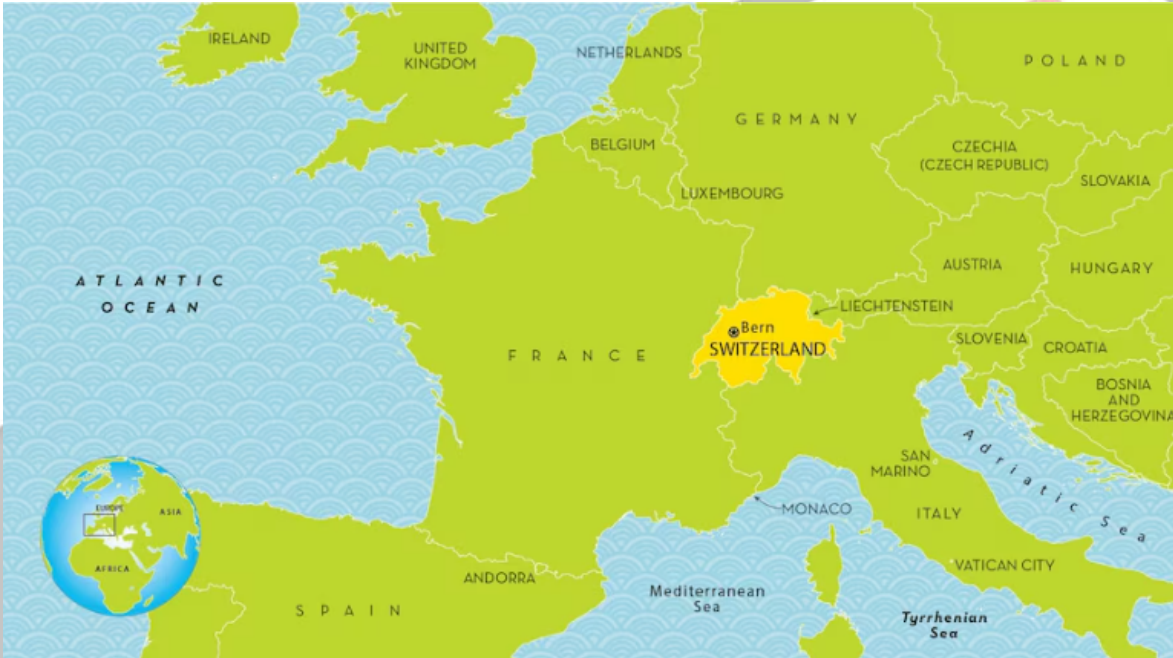 IRELAND
UNITED
KINGDOM
NETHERLANDS
POLAND
GERMANY
BELGIUM
CZECHIA
(CZECH REPUBLIC)
SLOVAKIA
LUXEMBOURG
ATLANTIC
OCEAN
AUSTRIA
HUNGARY
LIECHTENSTEIN
Bern
SWITZERLAND
FRANCE
SLOVENIA
CROATIA
BOSNIA
AND
HERZEGOVINA
Adriatic Sea
SAN
MARINO
ITALY
MONACO
EUROPE
ASIA
AFRICA
VATICAN CITY
ANDORRA
SPAIN
Mediterranean
Sea
Tyrrhenian
Sea